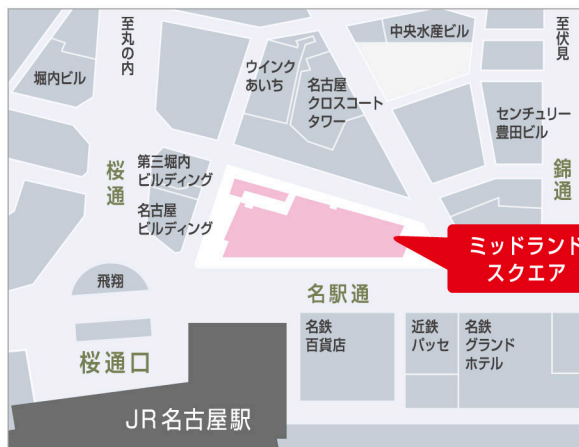 至丸の内
中央水産ビル
至伏見
堀内ビル
ウインク
あいち
名古屋
クロスコート
タワー
センチュリー
豊田ビル
桜通
第三堀内
ビルディング
錦通
名古屋
ビルディング
ミッドランド
スクエア
飛翔
名駅通
桜通口
名鉄
百貨店
近鉄
パッセ
名鉄
グランド
ホテル
JR名古屋駅